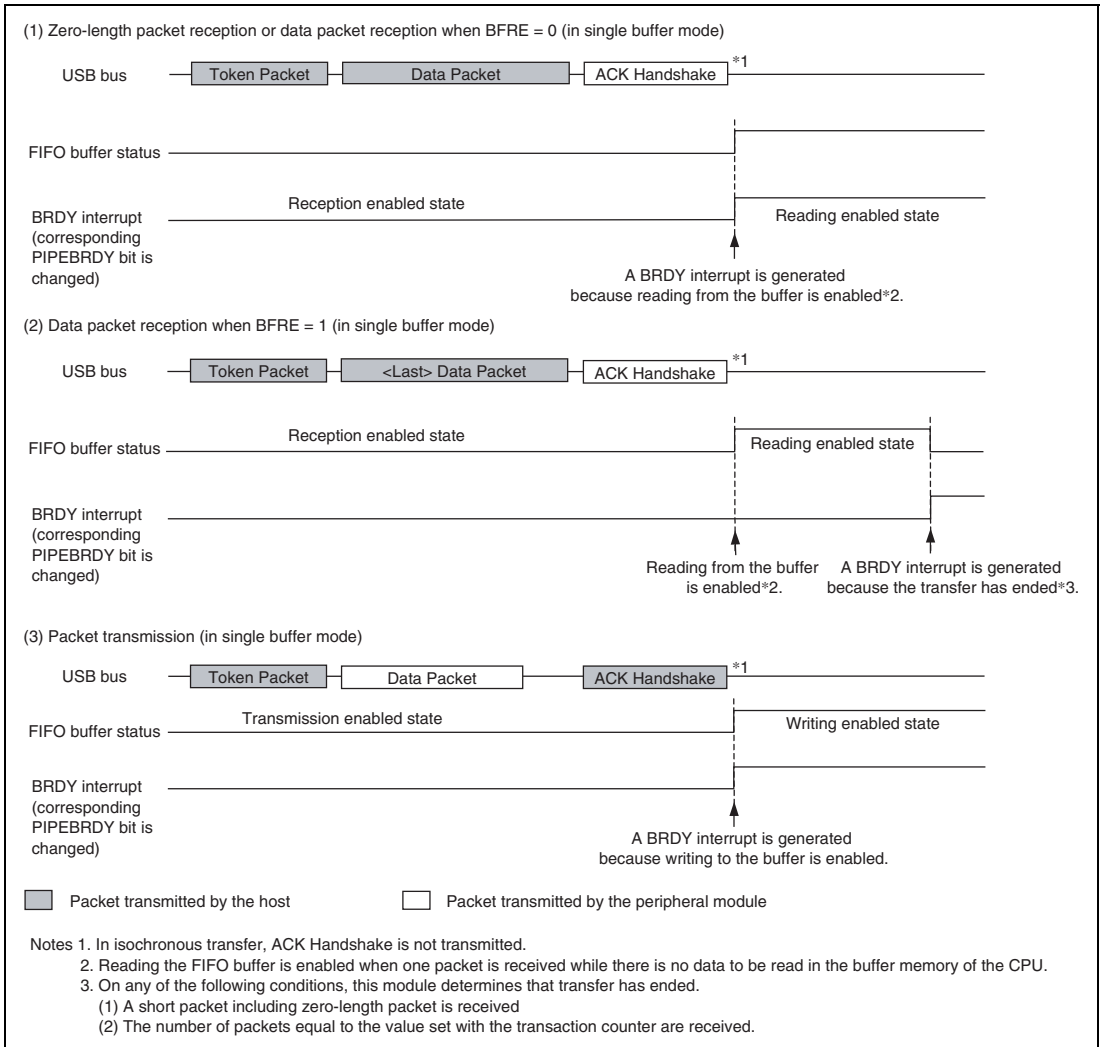 (1) Zero-length packet reception or data packet reception when BFRE = 0 (in single buffer mode)
USB bus Token Packet Data Packet ACK Handshake *1
FIFO buffer status
Reception enabled state Reading enabled state
BRDY interrupt
(corresponding
PIPEBRDY bit is
changed)
A BRDY interrupt is generated
because reading from the buffer is enabled*2.
(2) Data packet reception when BFRE = 1 (in single buffer mode)
USB bus Token Packet <Last> Data Packet ACK Handshake *1
Reception enabled state Reading enabled state
FIFO buffer status
BRDY interrupt
(corresponding
PIPEBRDY bit is
changed)
Reading from the buffer
is enabled*2.
A BRDY interrupt is generated
because the transfer has ended*3.
(3) Packet transmission (in single buffer mode)
USB bus Token Packet Data Packet ACK Handshake *1
Transmission enabled state Writing enabled state
FIFO buffer status
BRDY interrupt
(corresponding
PIPEBRDY bit is
changed)
A BRDY interrupt is generated
because writing to the buffer is enabled.
Packet transmitted by the host Packet transmitted by the peripheral module
Notes 1. In isochronous transfer, ACK Handshake is not transmitted.
2. Reading the FIFO buffer is enabled when one packet is received while there is no data to be read in the buffer memory of the CPU.
3. On any of the following conditions, this module determines that transfer has ended.
(1) A short packet including zero-length packet is received
(2) The number of packets equal to the value set with the transaction counter are received.